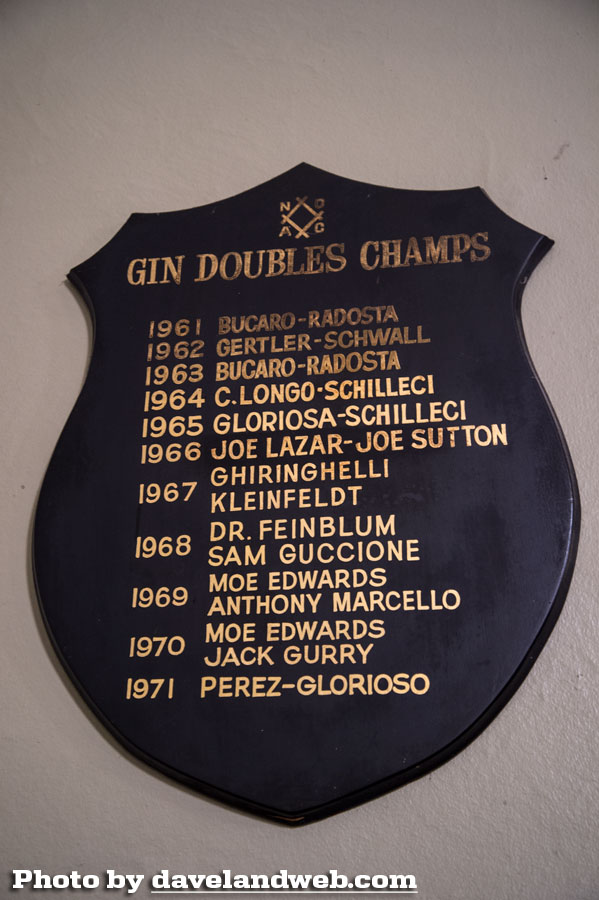 N O
A C
GIN DOUBLES CHAMPS
1961 BUCARO-RADOSTA
1962 GERTLER-SCHWALL
1963 BUCARO-RADOSTA
1964 C.LONGO-SCHILLECI
1965 GLORIOSA-SCHILLECI
1966 JOE LAZAR-JOE SUTTON
1967 GHIRINGHELLI
KLEINFELDT
1968 DR. FEINBLUM
SAM GUCCIONE
1969 MOE EDWARDS
ANTHONY MARCELLO
1970 MOE EDWARDS
JACK GURRY
1971 PEREZ-GLORIOSO
Photo by davelandweb.com